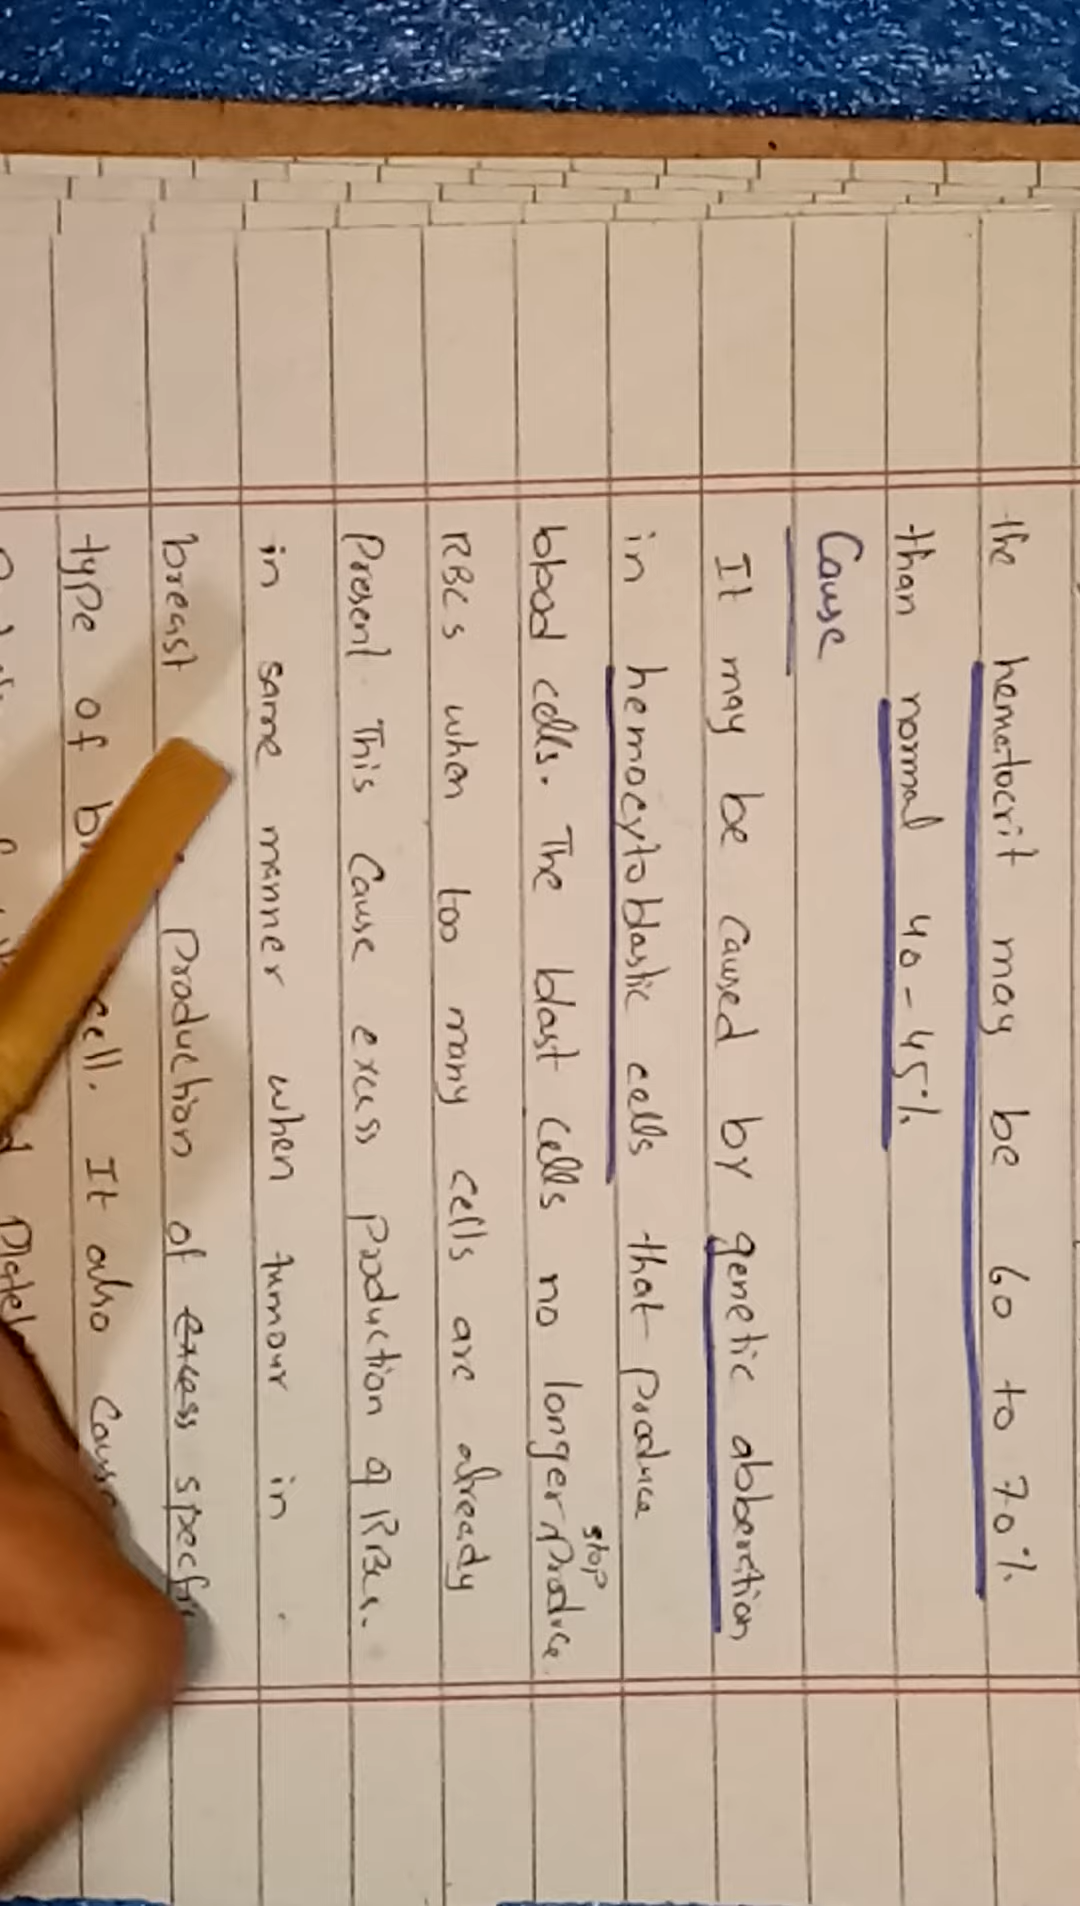 the hematocrit may be 60 to 70%
than normal 40-45%
Cause
It may be caused by genetic abberation
in hemocytoblastic cells that produce
blood cells. The blast cells no longer stop produce
RBCs when too many cells are already
Present. This Cause excess production of RBCs.
in same manner when tumour in
breast production of excess specific
type of cell. It also cause
Platel